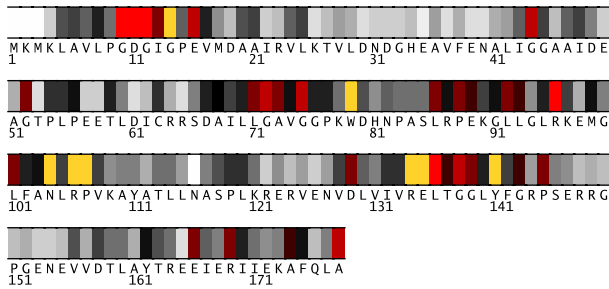 MKMKLAVLPGDGIGPEVMDAAIRVLKTVLDNDGHEAVFENALIGGAAIDE
1 11 21 31 41
AGTPLPEETLDICRRSDAILLGAVGGPKWDHNPASLRPEKGLLGLRKEMG
51 61 71 81 91
LFANLRPVKAYATLLNASPLKRERVENVDLVIVRELTGGLYFGRPSERRG
101 111 121 131 141
PGENEVVDTLAYTREEIERIIEKAFQLA
151 161 171